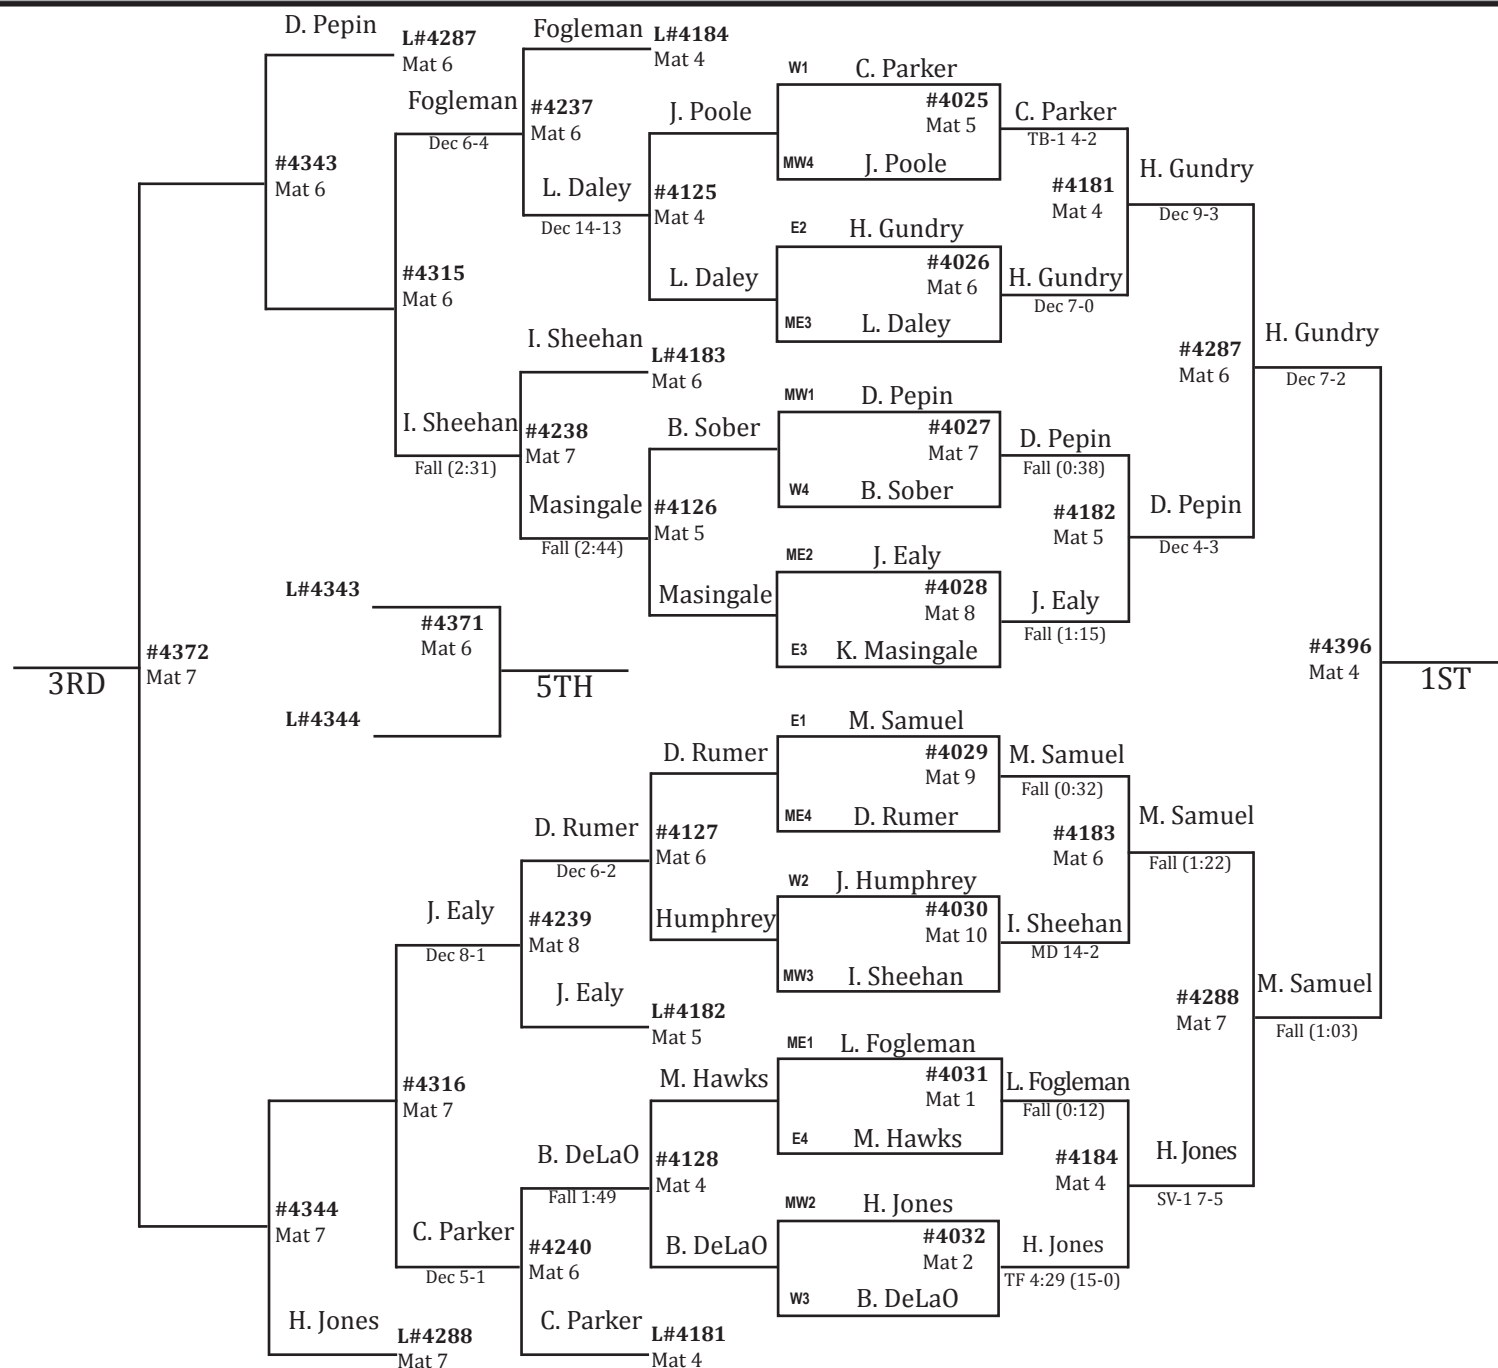 D. Pepin
L#4287
Mat 6
#4343
Mat 6
Fogleman
Dec 6-4
#4315
Mat 6
I. Sheehan
Fall (2:31)
Fogleman
L#4184
Mat 4
#4237
Mat 6
L. Daley
Dec 14-13
I. Sheehan
L#4183
Mat 6
#4238
Mat 7
Masingale
Fall (2:44)
J. Poole
#4125
Mat 4
L. Daley
B. Sober
#4126
Mat 5
Masingale
W1 C. Parker
#4025
Mat 5
MW4 J. Poole
E2 H. Gundry
#4026
Mat 6
ME3 L. Daley
MW1 D. Pepin
#4027
Mat 7
W4 B. Sober
ME2 J. Ealy
#4028
Mat 8
E3 K. Masingale
C. Parker
TB-1 4-2
#4181
Mat 4
H. Gundry
Dec 7-0
D. Pepin
Fall (0:38)
#4182
Mat 5
J. Ealy
Fall (1:15)
H. Gundry
Dec 9-3
#4287
Mat 6
D. Pepin
Dec 4-3
H. Gundry
Dec 7-2
L#4343
#4371
Mat 6
L#4344
5TH
#4372
Mat 7
3RD
#4396
Mat 4
1ST
D. Rumer
#4127
Mat 6
Humphrey
D. Rumer
Dec 6-2
#4239
Mat 8
J. Ealy
L#4182
Mat 5
J. Ealy
Dec 8-1
#4316
Mat 7
C. Parker
Dec 5-1
M. Hawks
#4128
Mat 4
B. DeLaO
B. DeLaO
Fall 1:49
#4240
Mat 6
C. Parker
L#4181
Mat 4
#4344
Mat 7
H. Jones
L#4288
Mat 7
E1 M. Samuel
#4029
Mat 9
ME4 D. Rumer
W2 J. Humphrey
#4030
Mat 10
MW3 I. Sheehan
ME1 L. Fogleman
#4031
Mat 1
E4 M. Hawks
MW2 H. Jones
#4032
Mat 2
W3 B. DeLaO
M. Samuel
Fall (0:32)
#4183
Mat 6
I. Sheehan
MD 14-2
L. Fogleman
Fall (0:12)
#4184
Mat 4
H. Jones
TF 4:29 (15-0)
M. Samuel
Fall (1:22)
#4288
Mat 7
H. Jones
SV-1 7-5
M. Samuel
Fall (1:03)